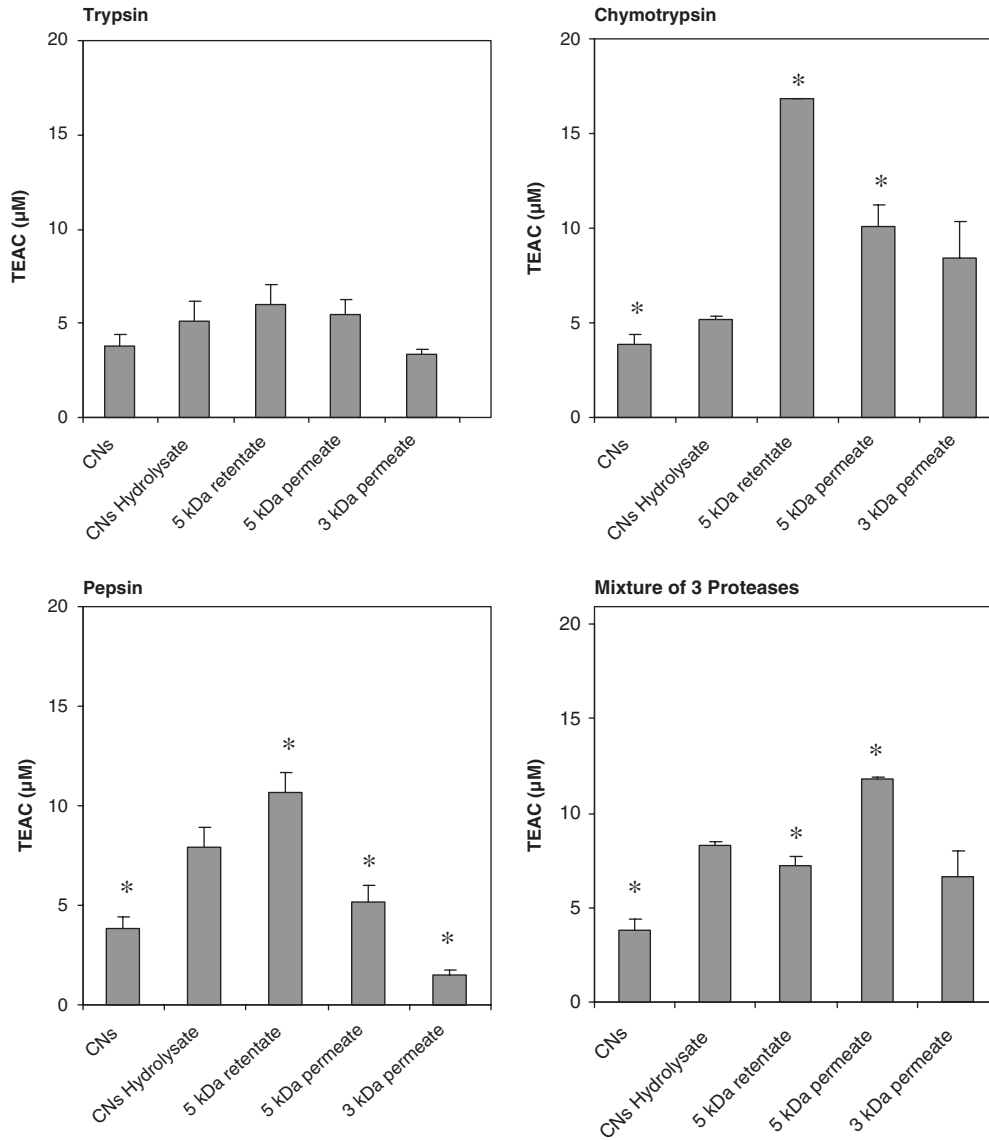 Trypsin
20
15
10
5
0
TEAC (µM)
CNs
CNs Hydrolysate
5 kDa retentate
5 kDa permeate
3 kDa permeate
Chymotrypsin
20
15
10
5
0
TEAC (µM)
*
*
*
CNs
CNs Hydrolysate
5 kDa retentate
5 kDa permeate
3 kDa permeate
Pepsin
20
15
10
5
0
TEAC (µM)
*
*
*
*
CNs
CNs Hydrolysate
5 kDa retentate
5 kDa permeate
3 kDa permeate
Mixture of 3 Proteases
20
15
10
5
0
TEAC (µM)
*
*
*
CNs
CNs Hydrolysate
5 kDa retentate
5 kDa permeate
3 kDa permeate